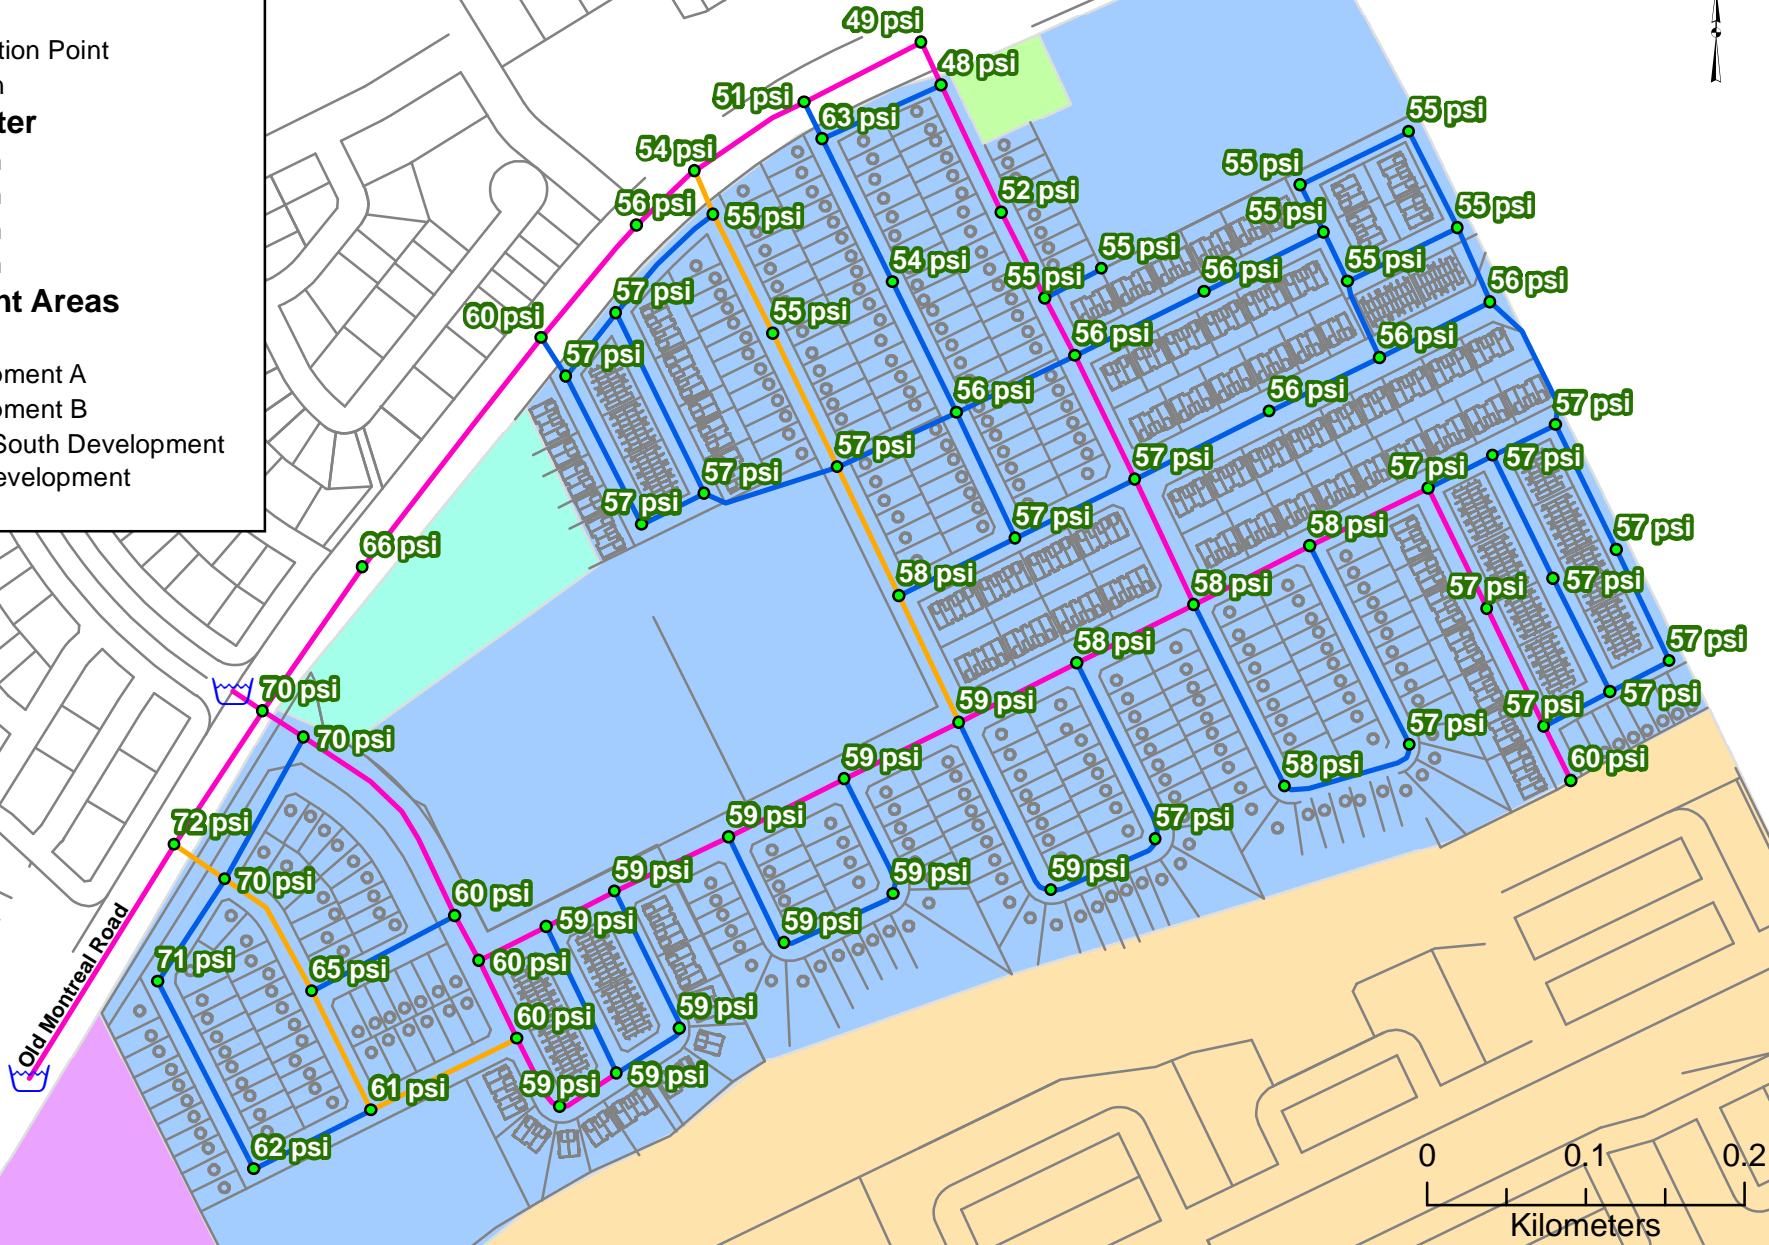 tion Point
ter
nt Areas
oment A
oment B
South Development
evelopment
49 psi
48 psi
51 psi
63 psi
54 psi
56 psi
55 psi
52 psi
55 psi
55 psi
55 psi
55 psi
55 psi
55 psi
55 psi
54 psi
56 psi
56 psi
57 psi
60 psi
55 psi
57 psi
56 psi
56 psi
56 psi
56 psi
57 psi
57 psi
57 psi
57 psi
57 psi
57 psi
57 psi
57 psi
58 psi
57 psi
66 psi
58 psi
58 psi
57 psi
57 psi
58 psi
57 psi
57 psi
70 psi
59 psi
57 psi
57 psi
70 psi
59 psi
58 psi
60 psi
72 psi
59 psi
57 psi
70 psi
59 psi
59 psi
59 psi
60 psi
59 psi
59 psi
Old Montreal Road
71 psi
65 psi
60 psi
59 psi
60 psi
59 psi
59 psi
61 psi
62 psi
0 0.1 0.2
Kilometers